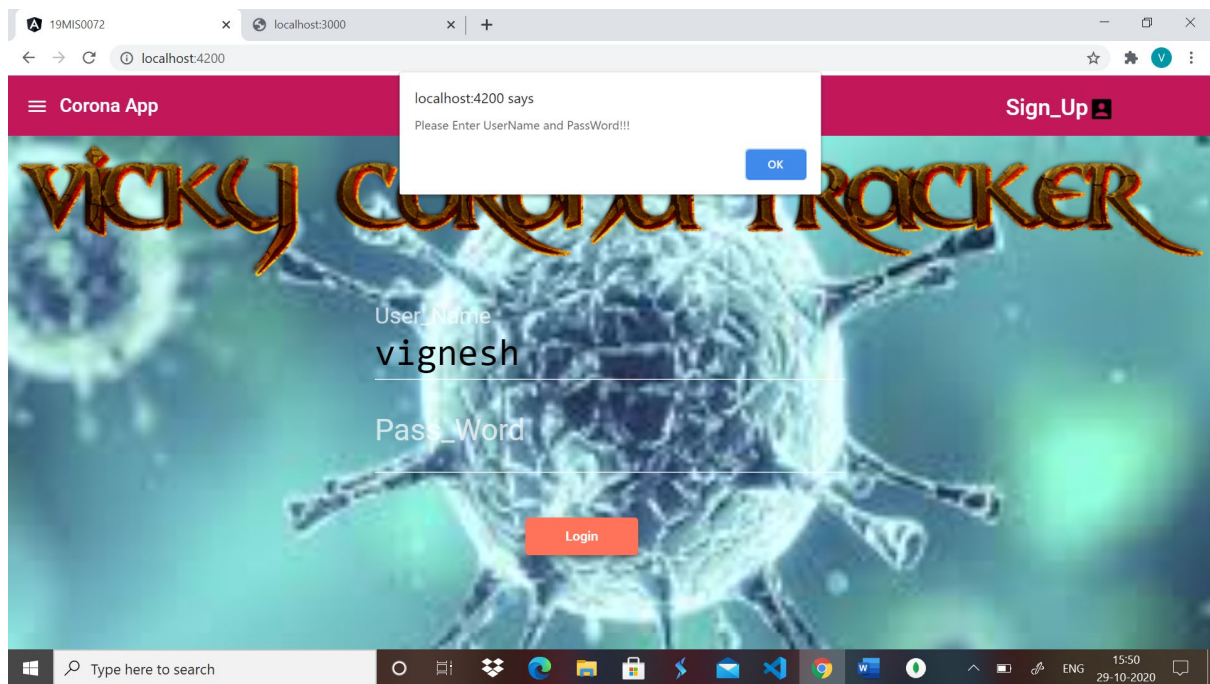 19MIS0072
localhost:3000
localhost:4200
Corona App
localhost:4200 says
Please Enter UserName and PassWord!!!
OK
Sign_Up
VICKY CORONA TRACKER
User_Name
vignesh
Pass_Word
Login
Type here to search
ENG
15:50
29-10-2020
V